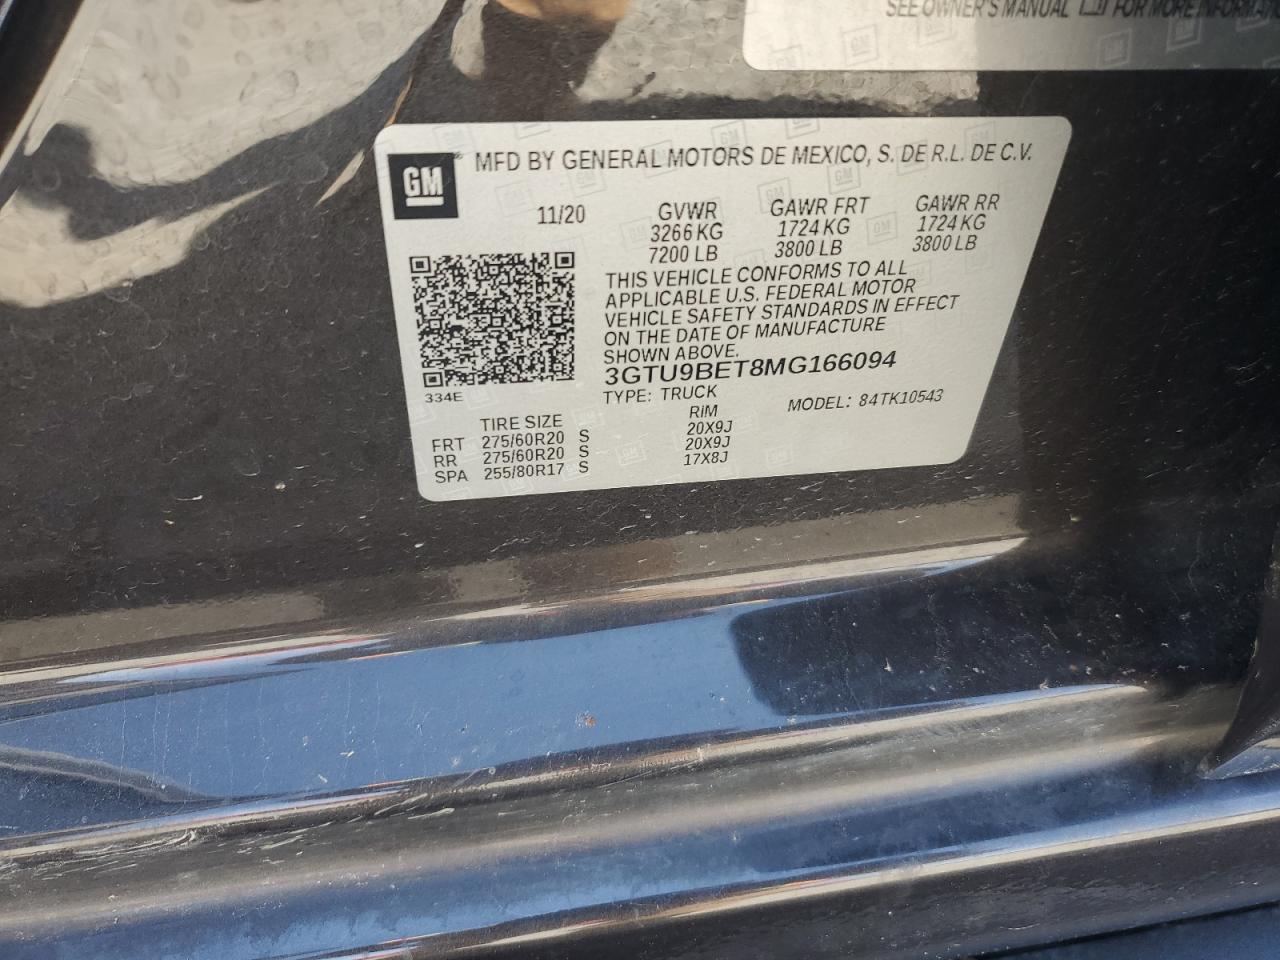 SEE OWNER'S MANUAL FOR MORE INFORMATI
GM
MFD BY GENERAL MOTORS DE MEXICO, S. DE R.L. DE C.V.
11/20
GVWR GAWR FRT GAWR RR
3266 KG 1724 KG 1724 KG
7200 LB 3800 LB 3800 LB
THIS VEHICLE CONFORMS TO ALL
APPLICABLE U.S. FEDERAL MOTOR
VEHICLE SAFETY STANDARDS IN EFFECT
ON THE DATE OF MANUFACTURE
SHOWN ABOVE.
3GTU9BET8MG166094
334E
TYPE: TRUCK MODEL: 84TK10543
TIRE SIZE RIM
FRT 275/60R20 S 20X9J
RR 275/60R20 S 20X9J
SPA 255/80R17 S 17X8J